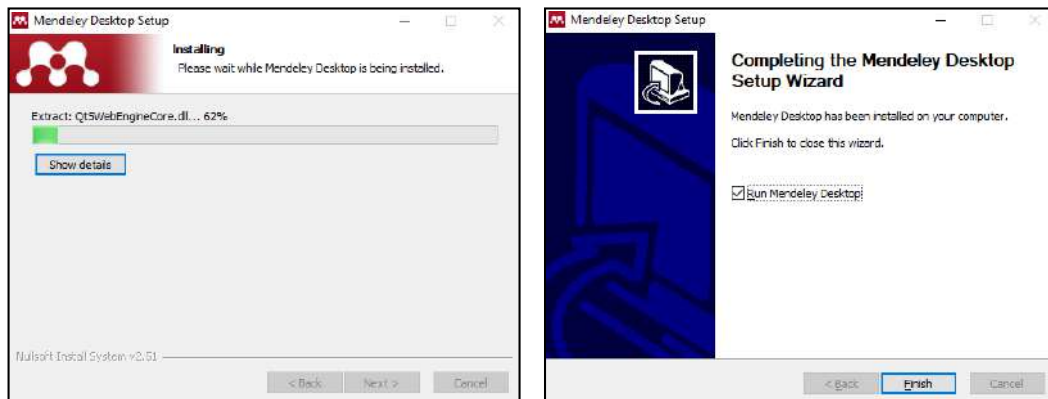 Mendeley Desktop Setup
Installing
Please wait while Mendeley Desktop is being installed.
Extract: Qt5WebEngineCore.dll... 62%
Show details
Nullsoft Install System v2.51
< Back Next > Cancel
Mendeley Desktop Setup
Completing the Mendeley Desktop
Setup Wizard
Mendeley Desktop has been installed on your computer.
Click Finish to close this wizard.
Run Mendeley Desktop
< Back Finish Cancel